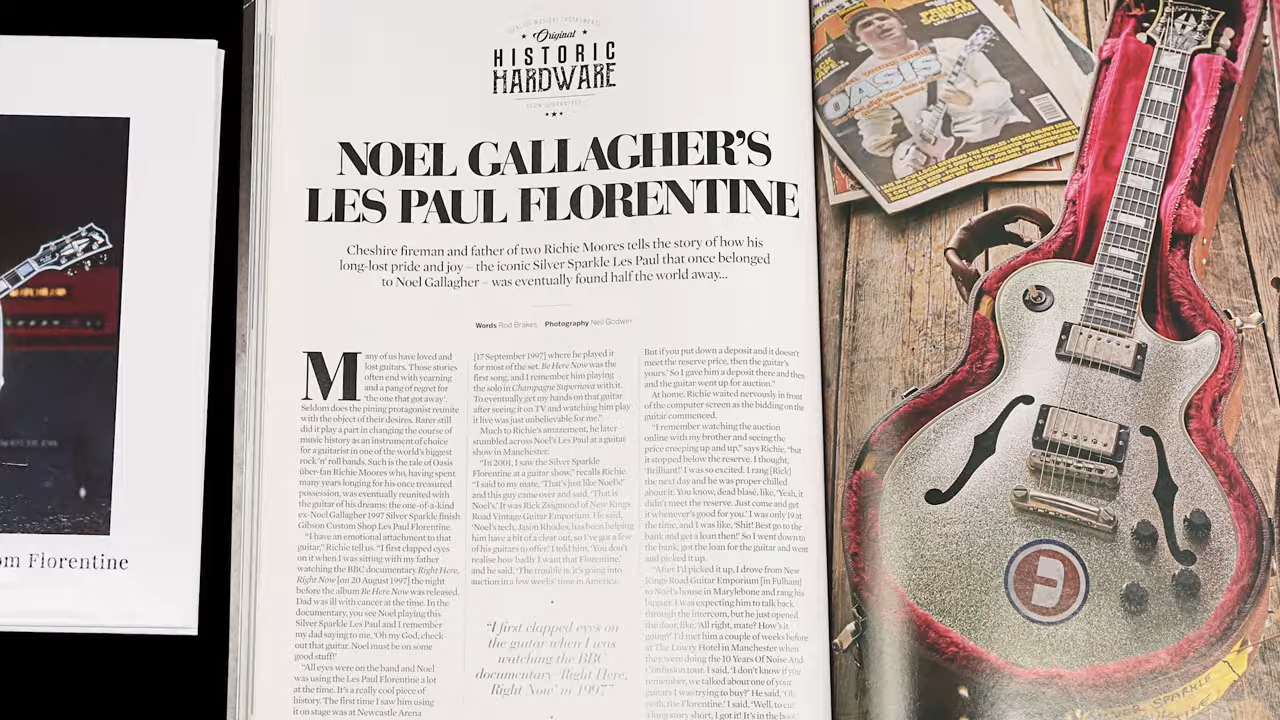 om Florentine
Original
HISTORIC
HARDWARE
NOEL GALLAGHER'S
LES PAUL FLORENTINE
Cheshire fireman and father of two Richie Moores tells the story of how his
long-lost pride and joy – the iconic Silver Sparkle Les Paul that once belonged
to Noel Gallagher – was eventually found half the world away...
Words Rod Brakes Photography Neil Godwin
Many of us have loved and
lost guitars. Those stories
often end with yearning
and a pang of regret for
'the one that got away'.
Seldom does the pining protagonist reunite
with the object of their desires. Rarer still
did it play a part in changing the course of
music history as an instrument of choice
for a guitarist in one of the world's biggest
rock 'n' roll bands. Such is the tale of Oasis
über-fan Richie Moores who, having spent
many years longing for his once treasured
possession, was eventually reunited with
the guitar of his dreams: the one-of-a-kind
ex-Noel Gallagher 1997 Silver Sparkle finish
Gibson Custom Shop Les Paul Florentine.
"I have an emotional attachment to that
guitar," Richie tell us. "I first clapped eyes
on it when I was sitting with my father
watching the BBC documentary Right Here,
Right Now [on 20 August 1997] the night
before the album Be Here Now was released.
Dad was ill with cancer at the time. In the
documentary, you see Noel playing this
Silver Sparkle Les Paul and I remember
my dad saying to me, 'Oh my God, check
out that guitar. Noel must be on some
good stuff!'
"All eyes were on the band and Noel
was using the Les Paul Florentine a lot
at the time. It's a really cool piece of
history. The first time I saw him using
it on stage was at Newcastle Arena
[17 September 1997] where he played it
for most of the set. Be Here Now was the
first song, and I remember him playing
the solo in Champagne Supernova with it.
To eventually get my hands on that guitar
after seeing it on TV and watching him play
it live was just unbelievable for me."
Much to Richie's amazement, he later
stumbled across Noel's Les Paul at a guitar
show in Manchester.
"In 2001, I saw the Silver Sparkle
Florentine at a guitar show," recalls Richie.
"I said to my mate, 'That's just like Noel's!'
and this guy came over and said, 'That is
Noel's.' It was Rick Zsigmond of New Kings
Road Vintage Guitar Emporium. He said,
'Noel's tech, Jason Rhodes, has been helping
him have a bit of a clear out, so I've got a few
of his guitars to offer.' I told him, 'You don't
realise how badly I want that Florentine,'
and he said, 'The trouble is, it's going into
auction in a few weeks' time in America.
"I first clapped eyes on
the guitar when I was
watching the BBC
documentary 'Right Here,
Right Now' in 1997"
But if you put down a deposit and it doesn't
meet the reserve price, then the guitar's
yours.' So I gave him a deposit there and then
and the guitar went up for auction."
At home, Richie waited nervously in front
of the computer screen as the bidding on the
guitar commenced.
"I remember watching the auction
online with my brother and seeing the
price creeping up and up," says Richie, "but
it stopped below the reserve. I thought,
'Brilliant!' I was so excited. I rang [Rick]
the next day and he was proper chilled
about it. You know, dead blasé, like, 'Yeah, it
didn't meet the reserve. Just come and get
it whenever's good for you.' I was only 19 at
the time, and I was like, 'Shit! Best go to the
bank and get a loan then!' So I went down to
the bank, got the loan for the guitar and went
and picked it up.
"After I'd picked it up, I drove from New
Kings Road Guitar Emporium [in Fulham]
to Noel's house in Marylebone and rang his
buzzer. I was expecting him to talk back
through the intercom, but he just opened
the door, like, 'All right, mate? How's it
going?' I'd met him a couple of weeks before
at The Lowry Hotel in Manchester when
they were doing the 10 Years Of Noise And
Confusion tour. I said, 'I don't know if you
remember, we talked about one of your
guitars I was trying to buy?' He said, 'Oh
yeah, the Florentine.' I said, 'Well, to cut
a long story short, I got it! It's in the boot
OASIS
SPARKLE